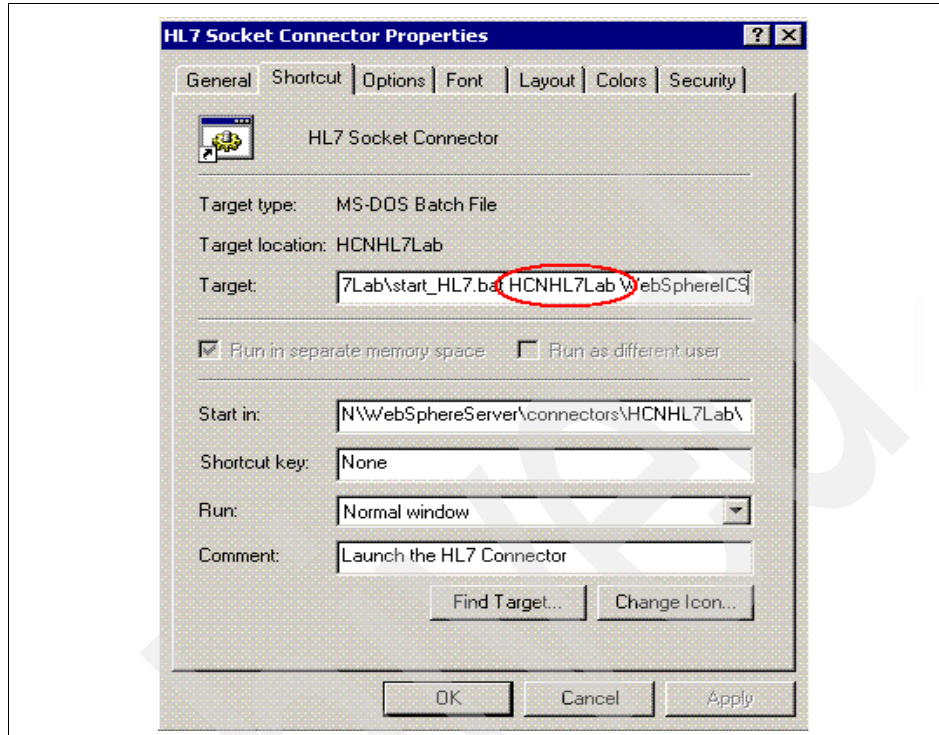 HL7 Socket Connector Properties
General Shortcut Options Font Layout Colors Security
HL7 Socket Connector
Target type: MS-DOS Batch File
Target location: HCNHL7Lab
Target: 7Lab\start_HL7.bat HCNHL7Lab WebSphereICS
Run in separate memory space Run as different user
Start in: N\WebSphereServer\connectors\HCNHL7Lab\
Shortcut key: None
Run: Normal window
Comment: Launch the HL7 Connector
Find Target... Change Icon...
OK Cancel Apply